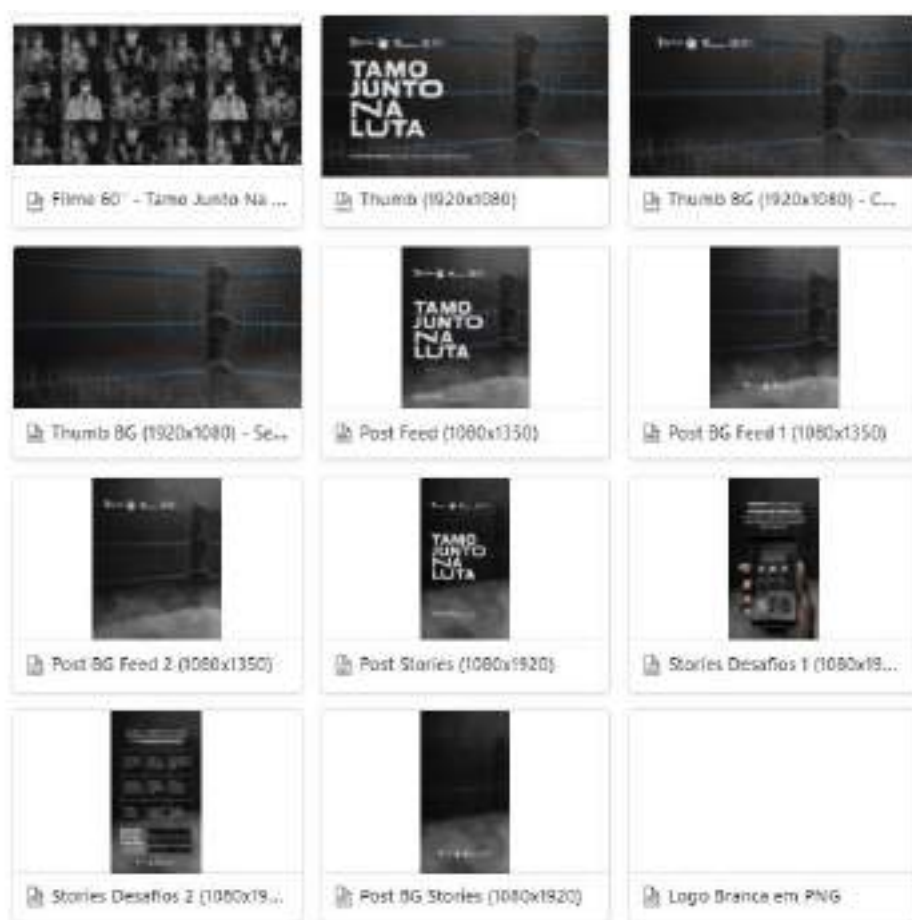 Filme 60'' - Tamo Junto Na ...
TAMO
JUNTO
NA
LUTA
Thumb (1920x1080)
Thumb BG (1920x1080) - C...
Thumb BG (1920x1080) - Se...
TAMO
JUNTO
NA
LUTA
Post Feed (1080x1350)
Post BG Feed 1 (1080x1350)
Post BG Feed 2 (1080x1350)
TAMO
JUNTO
NA
LUTA
Post Stories (1080x1920)
Stories Desafios 1 (1080x19...
Stories Desafios 2 (1080x19...
Post BG Stories (1080x1920)
Logo Branca em PNG